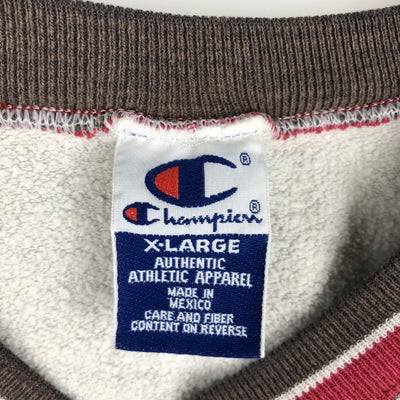 ®
Champion®
X-LARGE
AUTHENTIC
ATHLETIC APPAREL
MADE IN
MEXICO
CARE AND FIBER
CONTENT ON REVERSE